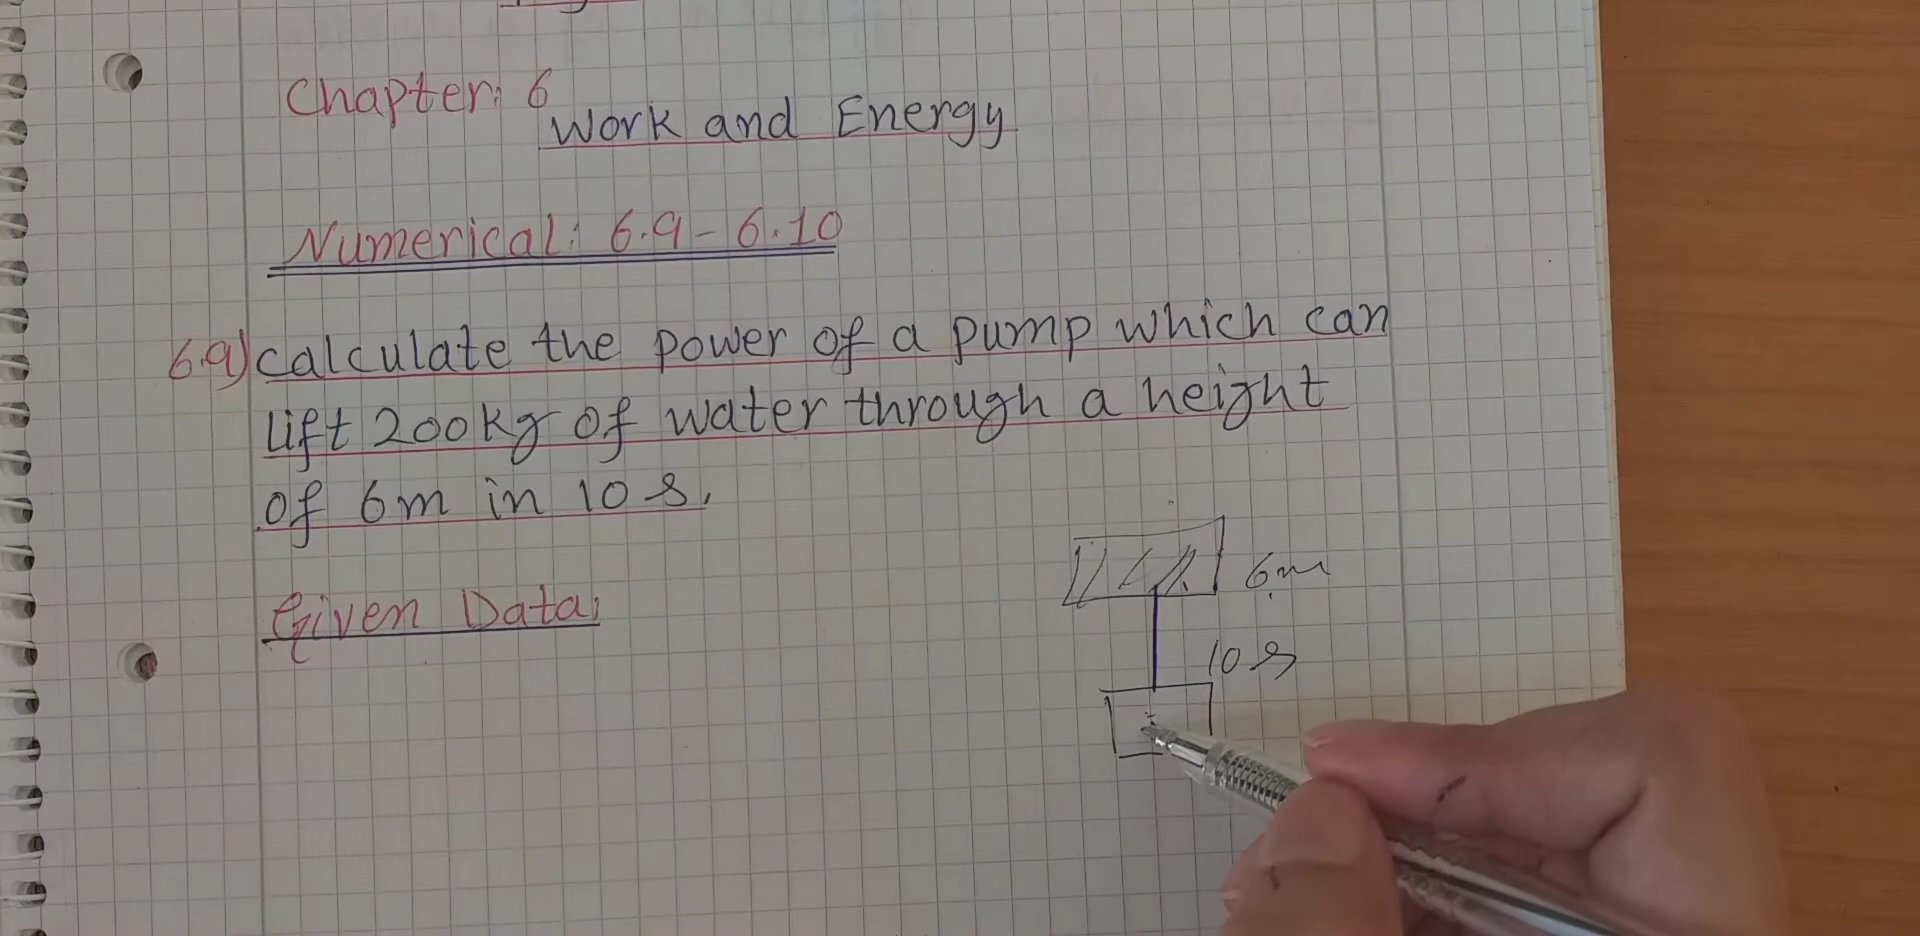 Chapter: 6
Work and Energy
Numerical: 6.9-6.10
6.9) Calculate the power of a pump which can
lift 200kg of water through a height
of 6m in 10 s.
6m
Given Data:
10 s